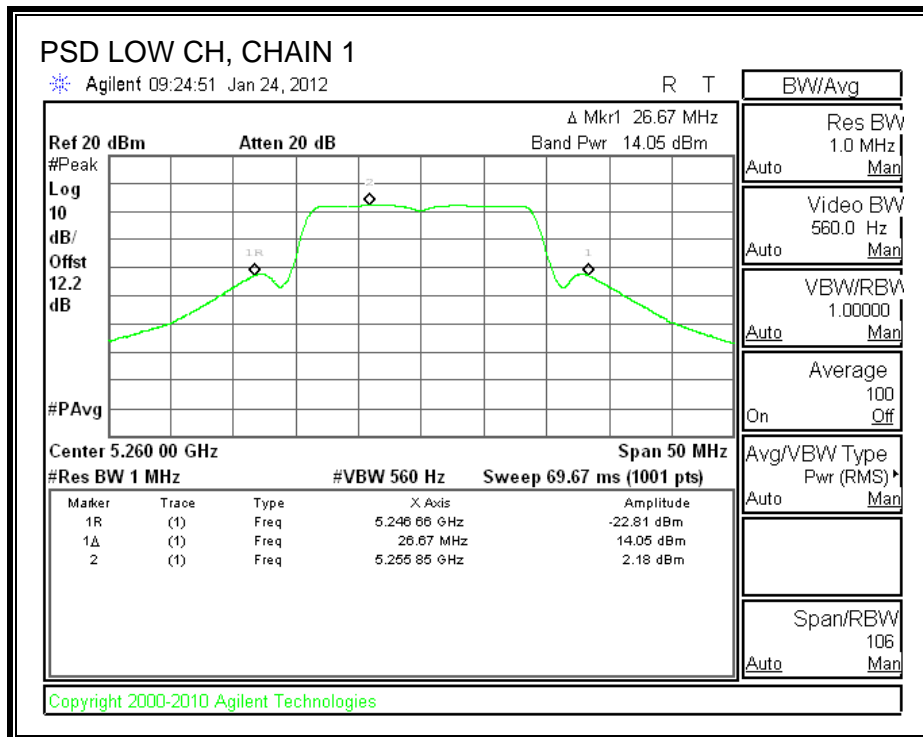 PSD LOW CH, CHAIN 1
Agilent 09:24:51 Jan 24, 2012 R T
Δ Mkr1 26.67 MHz
Ref 20 dBm Atten 20 dB Band Pwr 14.05 dBm
#Peak
Log
10
dB/
Offst
12.2
dB
2
1R
1
#PAvg
Center 5.260 00 GHz Span 50 MHz
#Res BW 1 MHz #VBW 560 Hz Sweep 69.67 ms (1001 pts)
Marker Trace Type X Axis Amplitude
1R (1) Freq 5.246 66 GHz -22.81 dBm
1Δ (1) Freq 26.67 MHz 14.05 dBm
2 (1) Freq 5.255 85 GHz 2.18 dBm
Copyright 2000-2010 Agilent Technologies
BW/Avg
Res BW
1.0 MHz
Auto Man
Video BW
560.0 Hz
Auto Man
VBW/RBW
1.00000
Auto Man
Average
100
On Off
Avg/VBW Type
Pwr (RMS)
Auto Man
Span/RBW
106
Auto Man